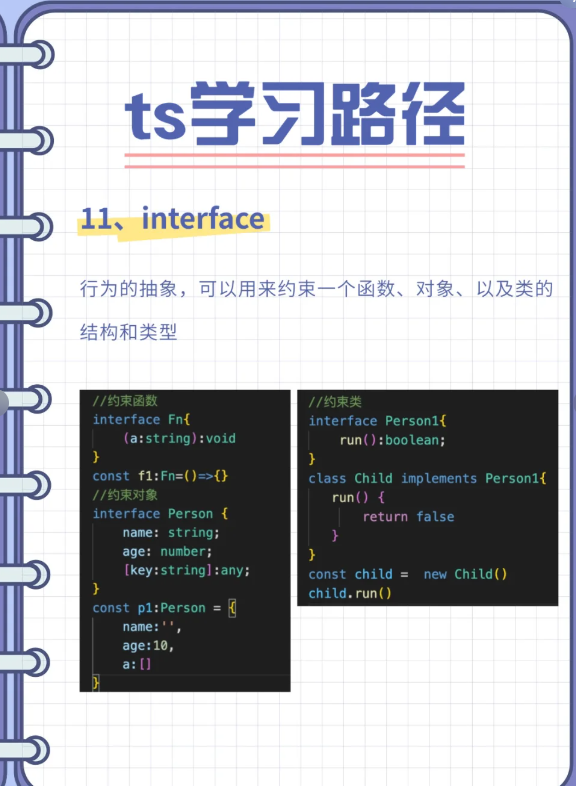 ts学习路径
11、interface
行为的抽象，可以用来约束一个函数、对象、以及类的
结构和类型
//约束函数
interface Fn{
(a:string):void
}
const f1:Fn=()=>{}
//约束对象
interface Person {
name: string;
age: number;
[key:string]:any;
}
const p1:Person = {
name:'',
age:10,
a:[]
}
//约束类
interface Person1{
run():boolean;
}
class Child implements Person1{
run() {
return false
}
}
const child =  new Child()
child.run()